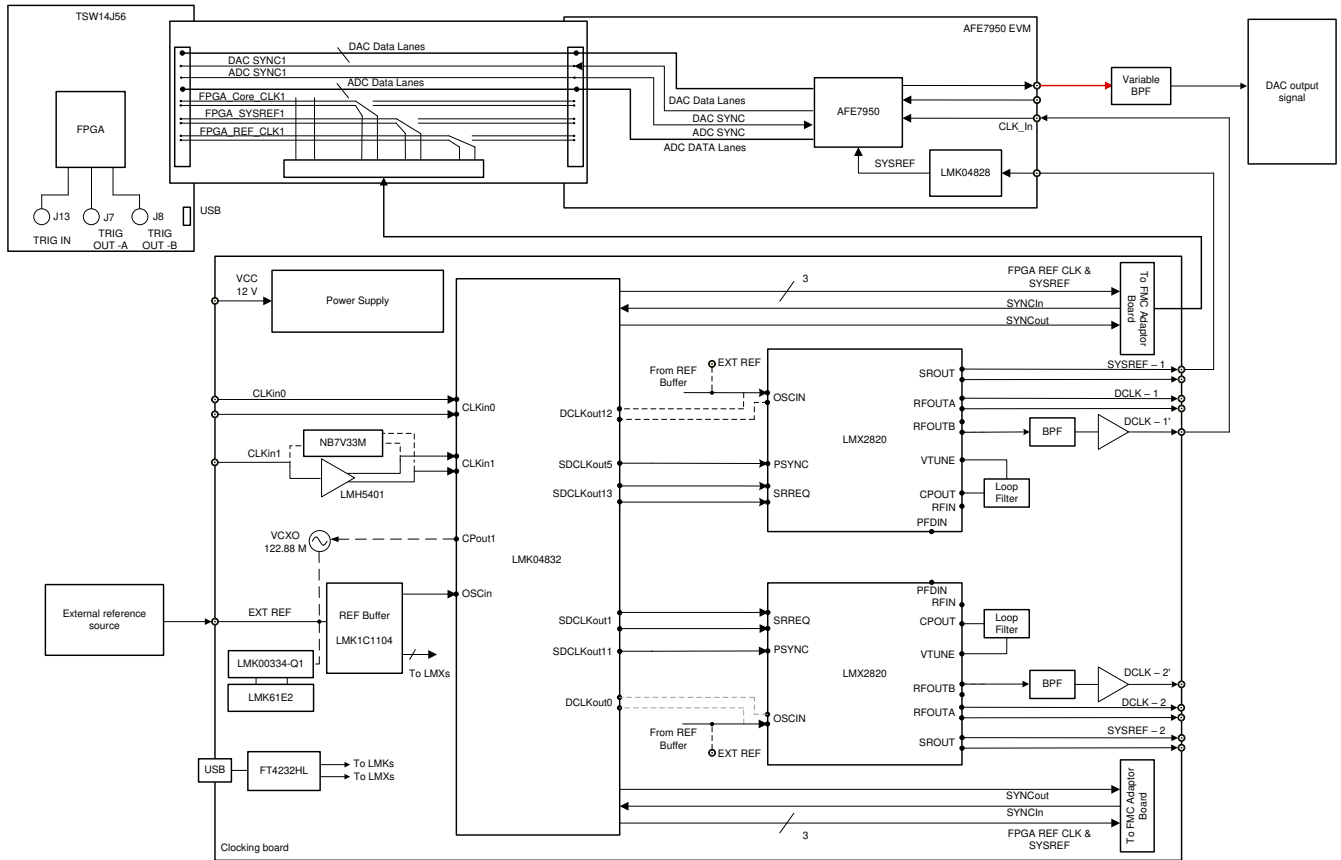 TSW14J56
AFE7950 EVM
FPGA
J13
J7
J8
TRIG IN
TRIG
OUT -A
TRIG
OUT -B
USB
DAC Data Lanes
DAC SYNC1
ADC SYNC1
ADC Data Lanes
FPGA_Core_CLK1
FPGA_SYSREF1
FPGA_REF_CLK1
DAC Data Lanes
DAC SYNC
ADC SYNC
ADC DATA Lanes
AFE7950
SYSREF
LMK04828
CLK_In
Variable
BPF
DAC output
signal
VCC
12 V
Power Supply
CLKin0
CLKin0
NB7V33M
CLKin1
CLKin1
LMH5401
VCXO
122.88 M
CPout1
LMK04832
OSCin
External reference
source
EXT REF
REF Buffer
LMK1C1104
To LMXs
LMK00334-Q1
LMK61E2
USB
FT4232HL
To LMKs
To LMXs
Clocking board
3
FPGA REF CLK &
SYSREF
SYNCIn
SYNCout
To FMC Adaptor
Board
EXT REF
From REF
Buffer
DCLKout12
SDCLKout5
SDCLKout13
OSCIN
PSYNC
SRREQ
LMX2820
SROUT
RFOUTA
RFOUTB
VTUNE
CPOUT
RFIN
PFDIN
BPF
Loop
Filter
SYSREF – 1
DCLK – 1
DCLK – 1'
SDCLKout1
SDCLKout11
DCLKout0
From REF
Buffer
EXT REF
SRREQ
PSYNC
OSCIN
LMX2820
PFDIN
RFIN
CPOUT
VTUNE
RFOUTB
RFOUTA
SROUT
Loop
Filter
BPF
DCLK – 2'
DCLK – 2
SYSREF – 2
SYNCout
SYNCIn
3
FPGA REF CLK &
SYSREF
To FMC Adaptor
Board